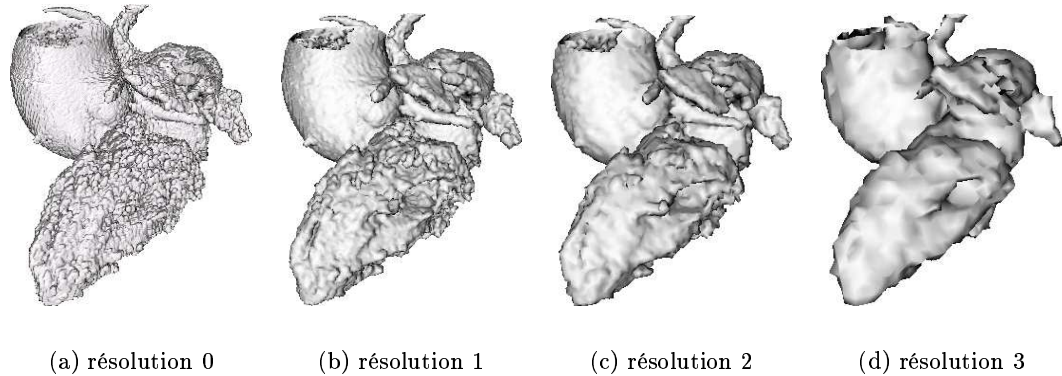 (a) résolution 0
(b) résolution 1
(c) résolution 2
(d) résolution 3